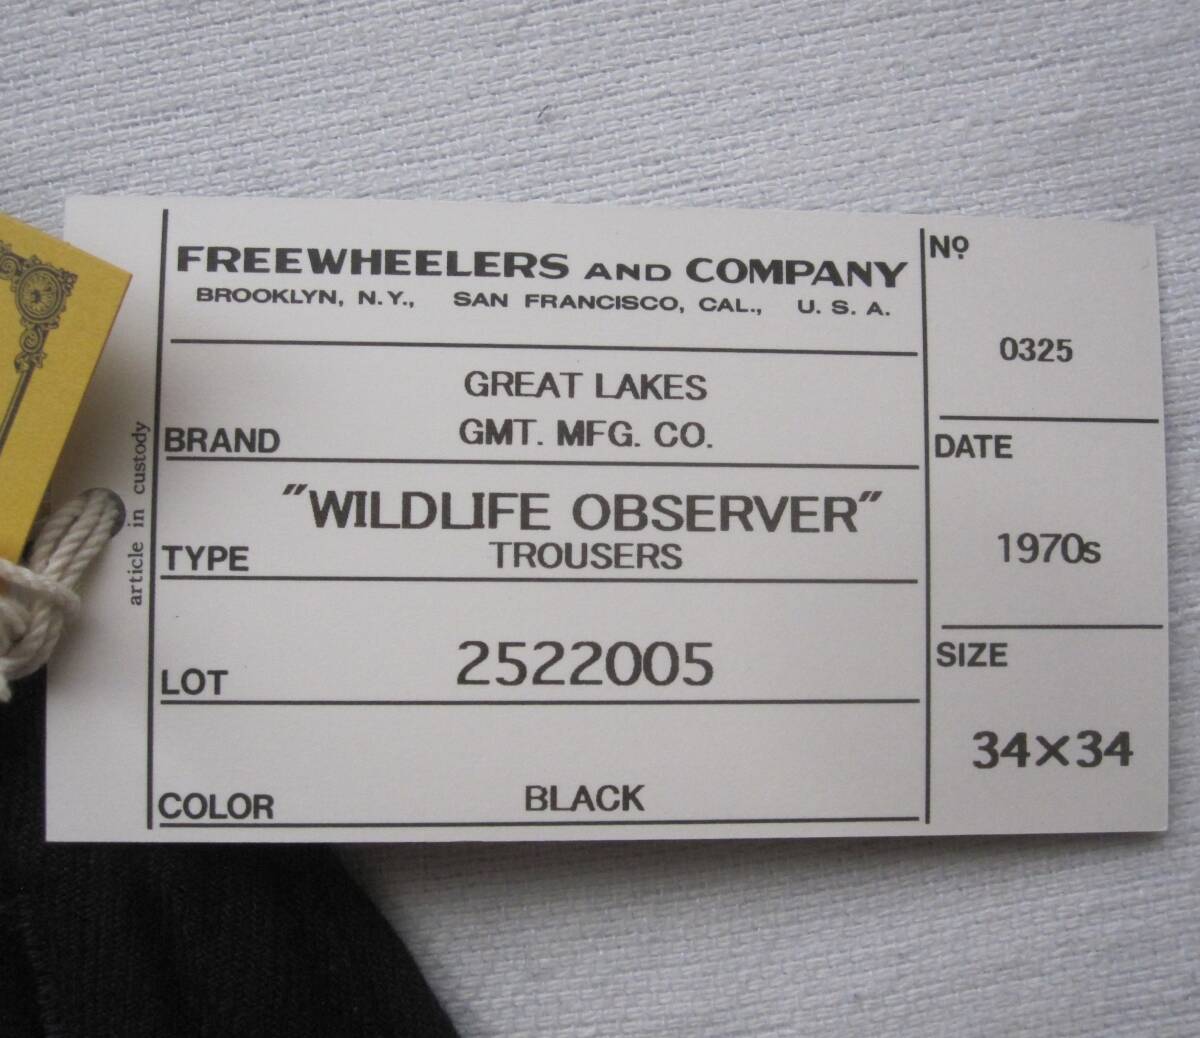 FREEWHEELERS AND COMPANY
BROOKLYN, N.Y., SAN FRANCISCO, CAL., U.S.A.
GREAT LAKES
GMT. MFG. CO.
BRAND
"WILDLIFE OBSERVER"
TROUSERS
TYPE
2522005
LOT
BLACK
COLOR
Nº
0325
DATE
1970s
SIZE
34×34
article in custody